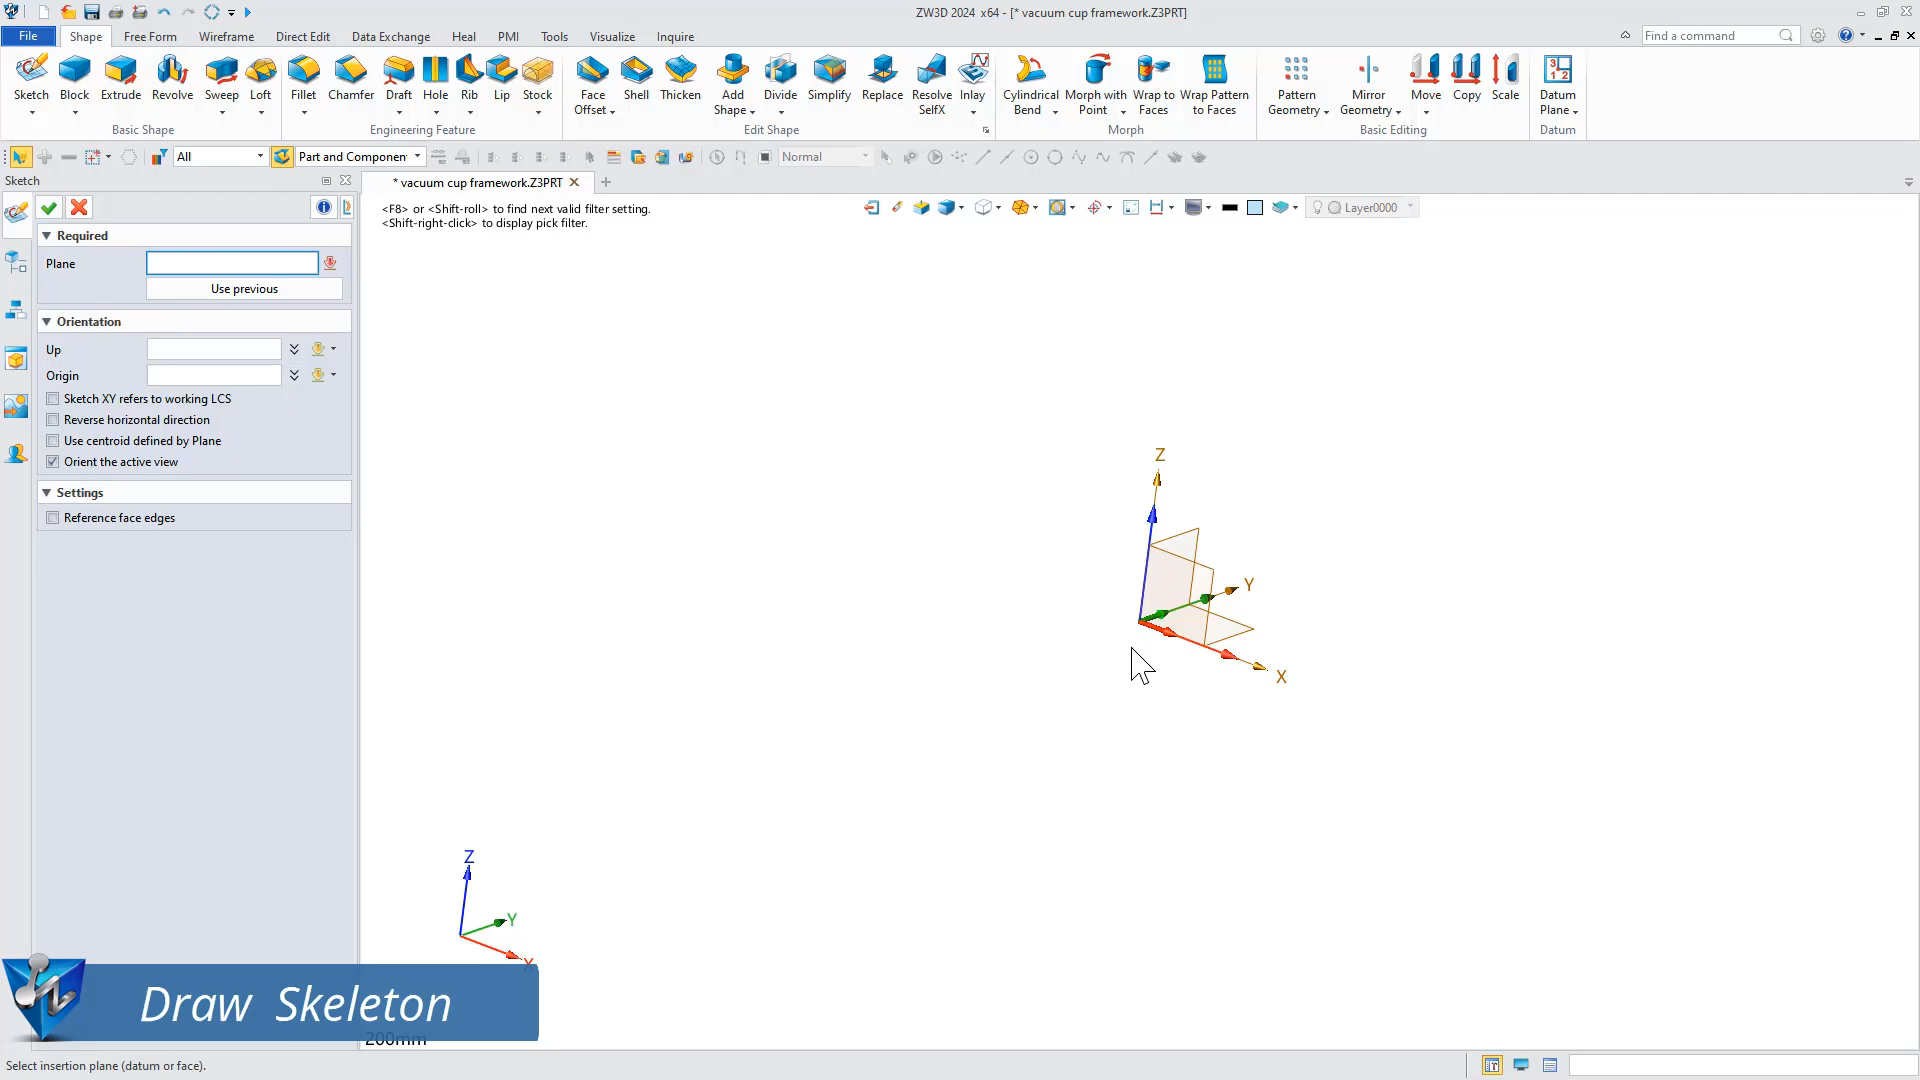 ZW3D 2024 x64 - [* vacuum cup framework.Z3PRT]
File Shape Free Form Wireframe Direct Edit Data Exchange Heal PMI Tools Visualize Inquire Find a command
Sketch Block Extrude Revolve Sweep Loft Fillet Chamfer Draft Hole Rib Lip Stock Face Offset Shell Thicken Add Shape Divide Simplify Replace Resolve SelfX Inlay Cylindrical Bend Morph with Point Wrap to Faces Wrap Pattern to Faces Pattern Geometry Mirror Geometry Move Copy Scale Datum Plane
Basic Shape Engineering Feature Edit Shape Morph Basic Editing Datum
All Part and Component Normal
Sketch * vacuum cup framework.Z3PRT
<F8> or <Shift-roll> to find next valid filter setting.
<Shift-right-click> to display pick filter.
Layer0000
Required
Plane
Use previous
Orientation
Up
Origin
Sketch XY refers to working LCS
Reverse horizontal direction
Use centroid defined by Plane
Orient the active view
Settings
Reference face edges
Z
Y
X
Z
Y
X
Draw Skeleton
200mm
Select insertion plane (datum or face).